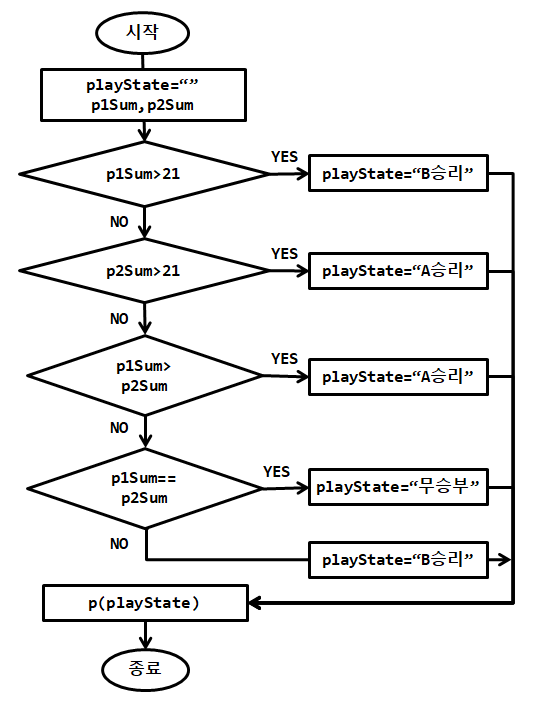 시작
playState=“”
p1Sum,p2Sum
p1Sum>21
YES
playState=“B승리”
NO
p2Sum>21
YES
playState=“A승리”
NO
p1Sum>
p2Sum
YES
playState=“A승리”
NO
p1Sum==
p2Sum
YES
playState=“무승부”
NO
playState=“B승리”
p(playState)
종료